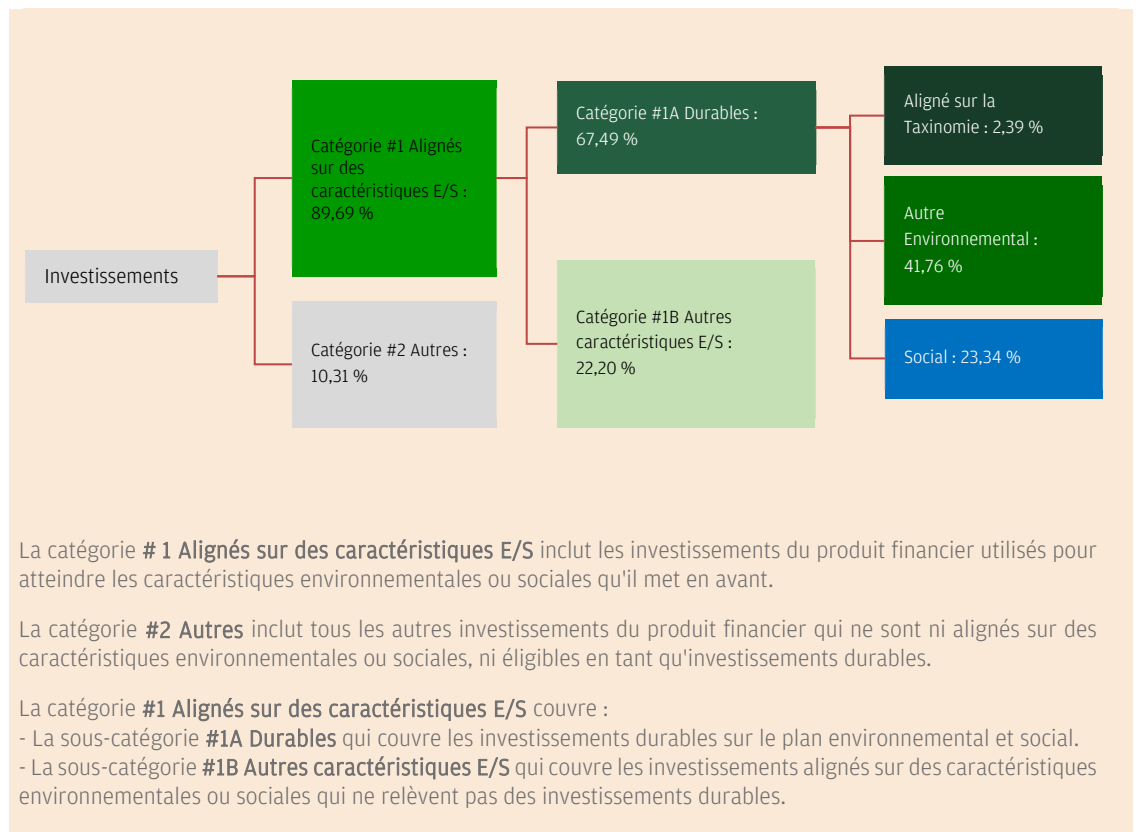 Investissements
Catégorie #1 Alignés
sur des
caractéristiques E/S :
89,69 %
Catégorie #2 Autres :
10,31 %
Catégorie #1A Durables :
67,49 %
Catégorie #1B Autres
caractéristiques E/S :
22,20 %
Aligné sur la
Taxinomie : 2,39 %
Autre
Environnemental :
41,76 %
Social : 23,34 %
La catégorie # 1 Alignés sur des caractéristiques E/S inclut les investissements du produit financier utilisés pour
atteindre les caractéristiques environnementales ou sociales qu'il met en avant.
La catégorie #2 Autres inclut tous les autres investissements du produit financier qui ne sont ni alignés sur des
caractéristiques environnementales ou sociales, ni éligibles en tant qu'investissements durables.
La catégorie #1 Alignés sur des caractéristiques E/S couvre :
- La sous-catégorie #1A Durables qui couvre les investissements durables sur le plan environnemental et social.
- La sous-catégorie #1B Autres caractéristiques E/S qui couvre les investissements alignés sur des caractéristiques
environnementales ou sociales qui ne relèvent pas des investissements durables.